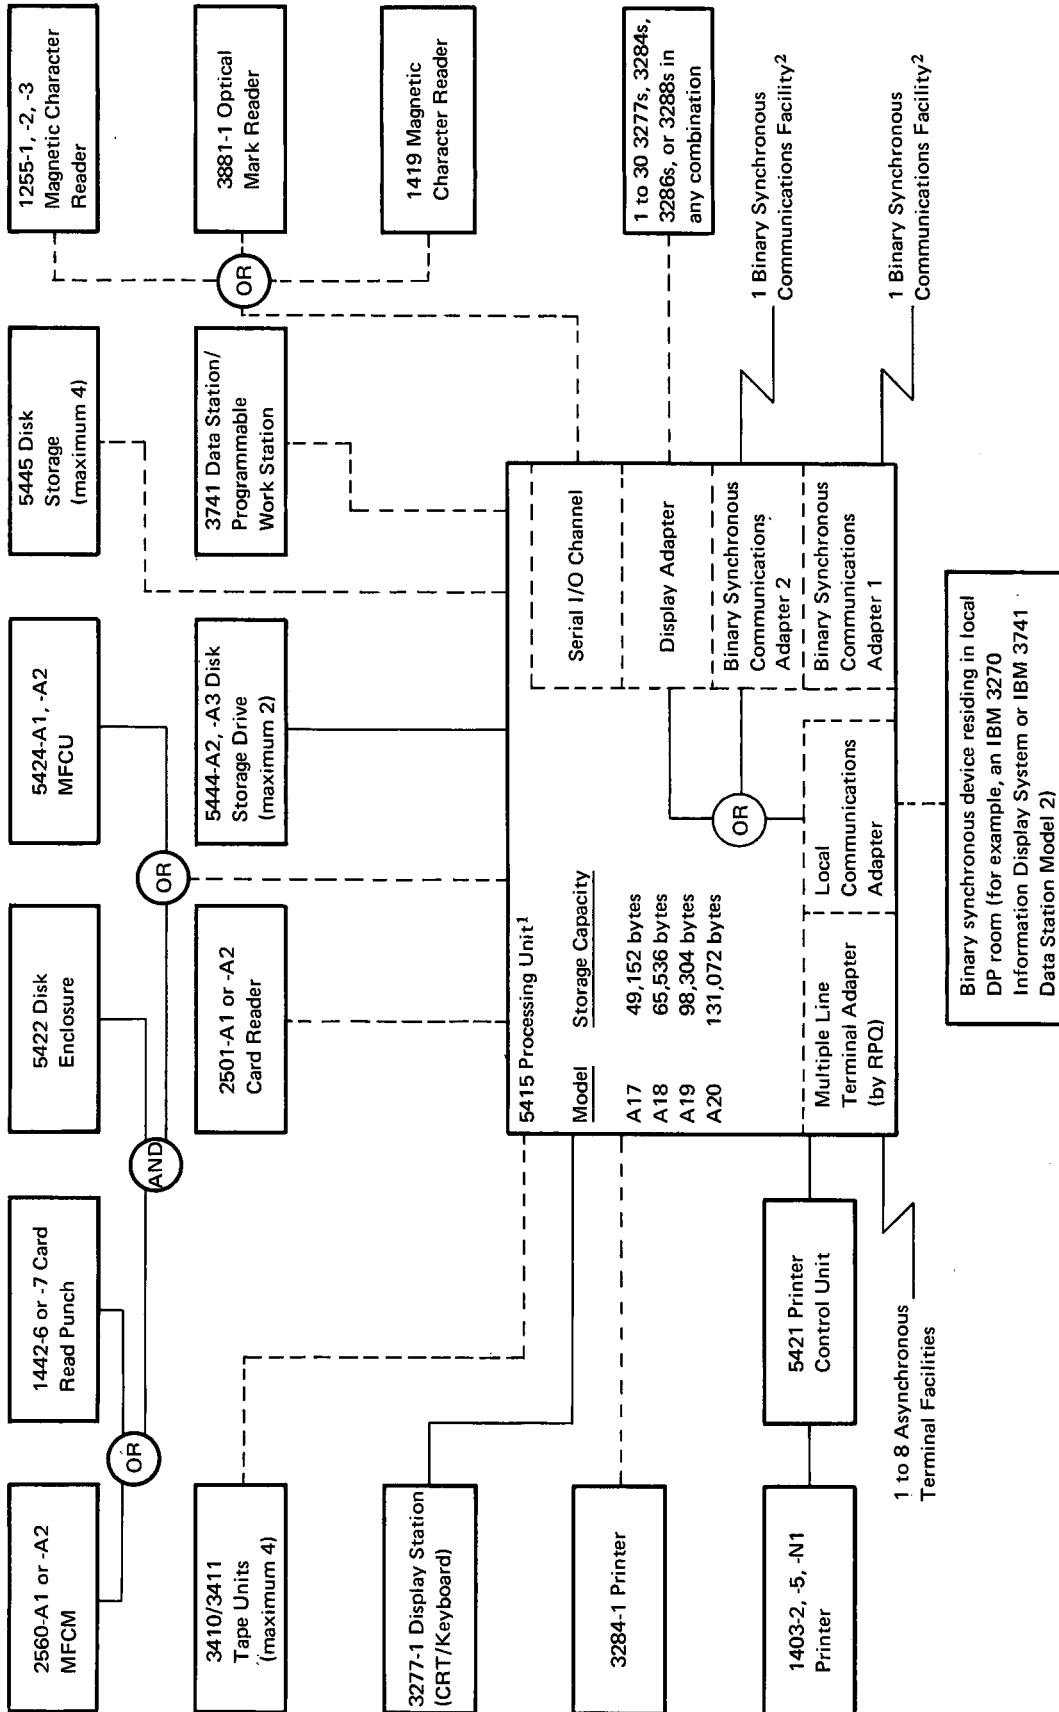 2560-A1 or -A2
MFCM
1442-6 or -7 Card
Read Punch
5422 Disk
Enclosure
5424-A1, -A2
MFCU
5445 Disk
Storage
(maximum 4)
1255-1, -2, -3
Magnetic Character
Reader
OR
AND
OR
OR
3410/3411
Tape Units
(maximum 4)
2501-A1 or -A2
Card Reader
5444-A2, -A3 Disk
Storage Drive
(maximum 2)
3741 Data Station/
Programmable
Work Station
3881-1 Optical
Mark Reader
3277-1 Display Station
(CRT/Keyboard)
1419 Magnetic
Character Reader
3284-1 Printer
5415 Processing Unit1
Model Storage Capacity
A17 49,152 bytes
A18 65,536 bytes
A19 98,304 bytes
A20 131,072 bytes
OR
Serial I/O Channel
Display Adapter
Binary Synchronous
Communications
Adapter 2
Binary Synchronous
Communications
Adapter 1
Multiple Line
Terminal Adapter
(by RPQ)
Local
Communications
Adapter
1 to 30 3277s, 3284s,
3286s, or 3288s in
any combination
1 Binary Synchronous
Communications Facility2
1 Binary Synchronous
Communications Facility2
1403-2, -5, -N1
Printer
5421 Printer
Control Unit
1 to 8 Asynchronous
Terminal Facilities
Binary synchronous device residing in local
DP room (for example, an IBM 3270
Information Display System or IBM 3741
Data Station Model 2)